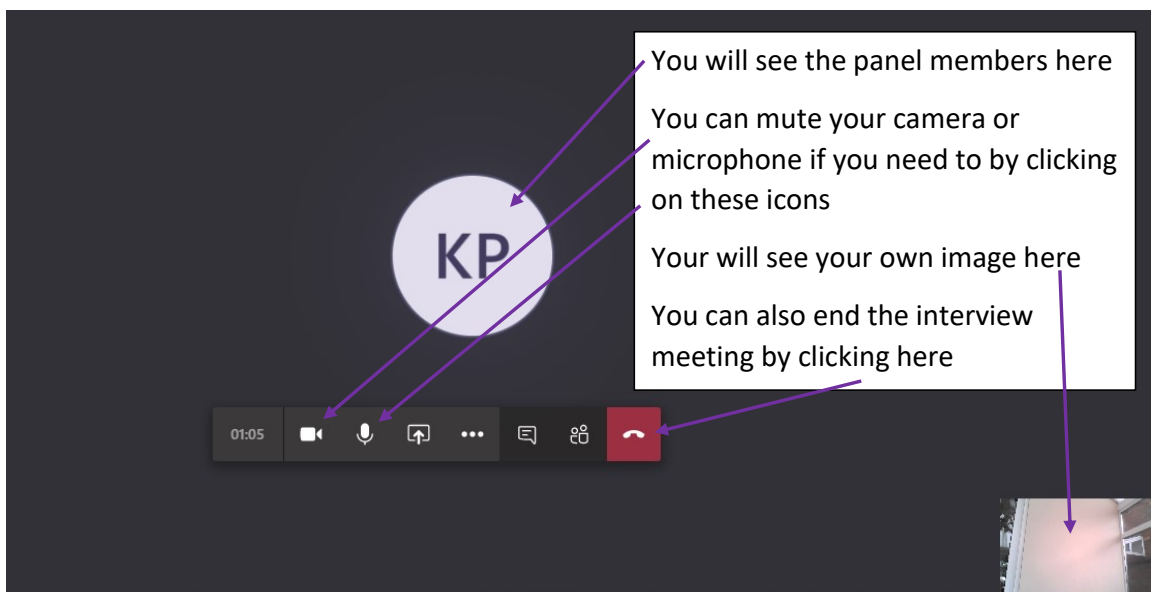 You will see the panel members here
You can mute your camera or
microphone if you need to by clicking
on these icons
Your will see your own image here
You can also end the interview
meeting by clicking here
KP
01:05